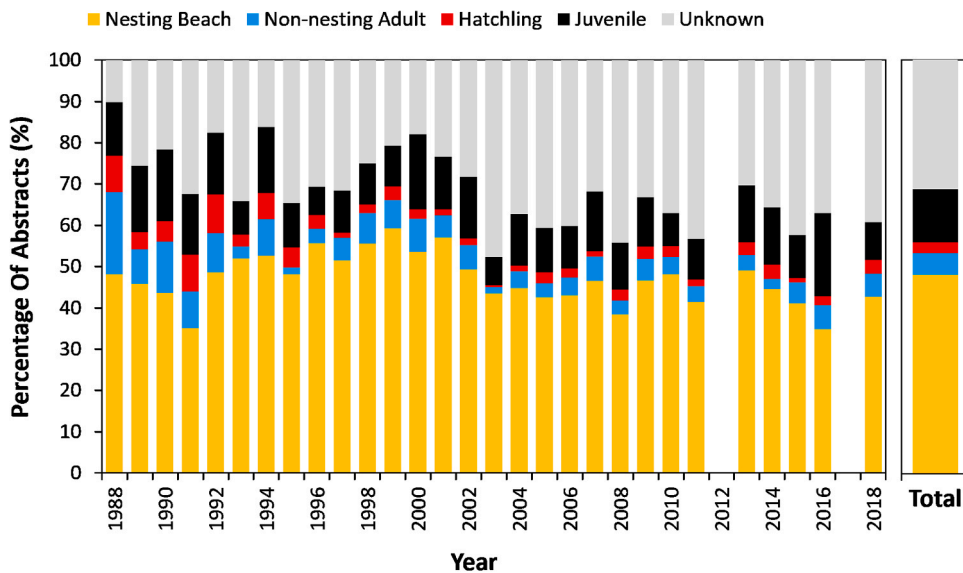 Nesting Beach Non-nesting Adult Hatchling Juvenile Unknown
Percentage Of Abstracts (%)
100
90
80
70
60
50
40
30
20
10
0
1988 1990 1992 1994 1996 1998 2000 2002 2004 2006 2008 2010 2012 2014 2016 2018
Total
Year